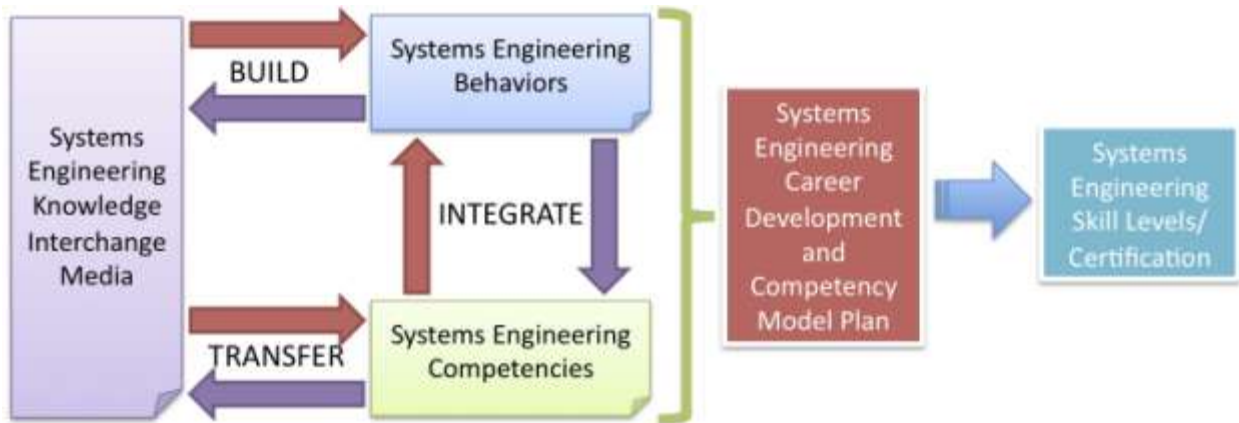 Systems
Engineering
Knowledge
Interchange
Media
BUILD
TRANSFER
INTEGRATE
Systems Engineering
Behaviors
Systems Engineering
Competencies
Systems
Engineering
Career
Development
and
Competency
Model Plan
Systems
Engineering
Skill Levels/
Certification